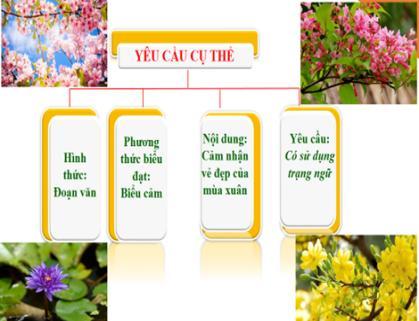 YÊU CẦU CỤ THỂ
Hình
thức:
Đoạn văn
Phương
thức biểu
đạt:
Biểu cảm
Nội dung:
Cảm nhận
vẻ đẹp của
mùa xuân
Yêu cầu:
Có sử dụng
trạng ngữ